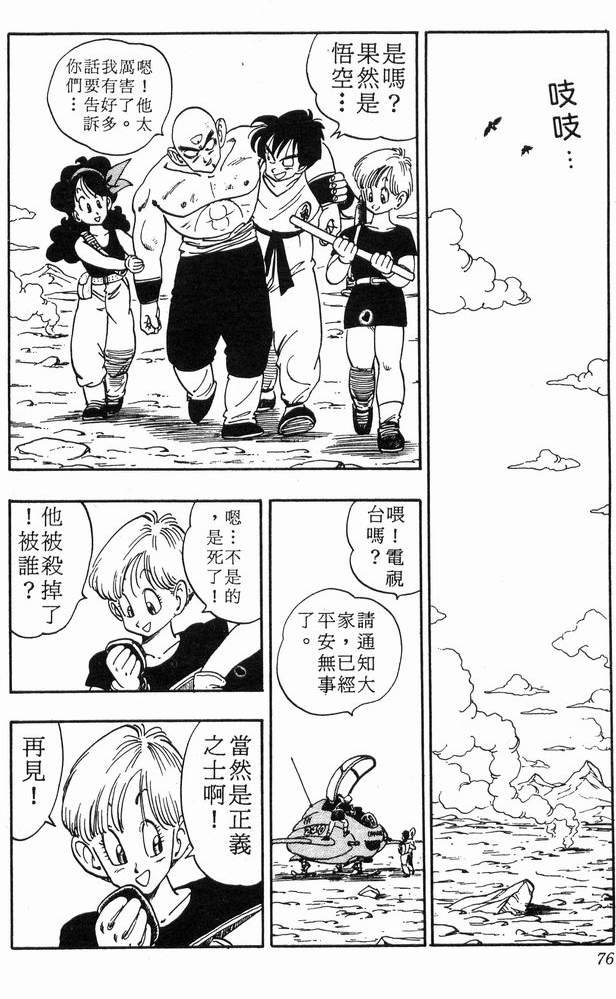 吱吱…
是嗎？
果然是
悟空…
嗯！他太
厲害了。
我有好多
話要告訴
你們…
喂！電視
台嗎？
請通知大
家，已經
平安無事
了。
嗯…不是的
，是死了！
他被殺掉了
！被誰？
當然是正義
之士啊！
再見！
76